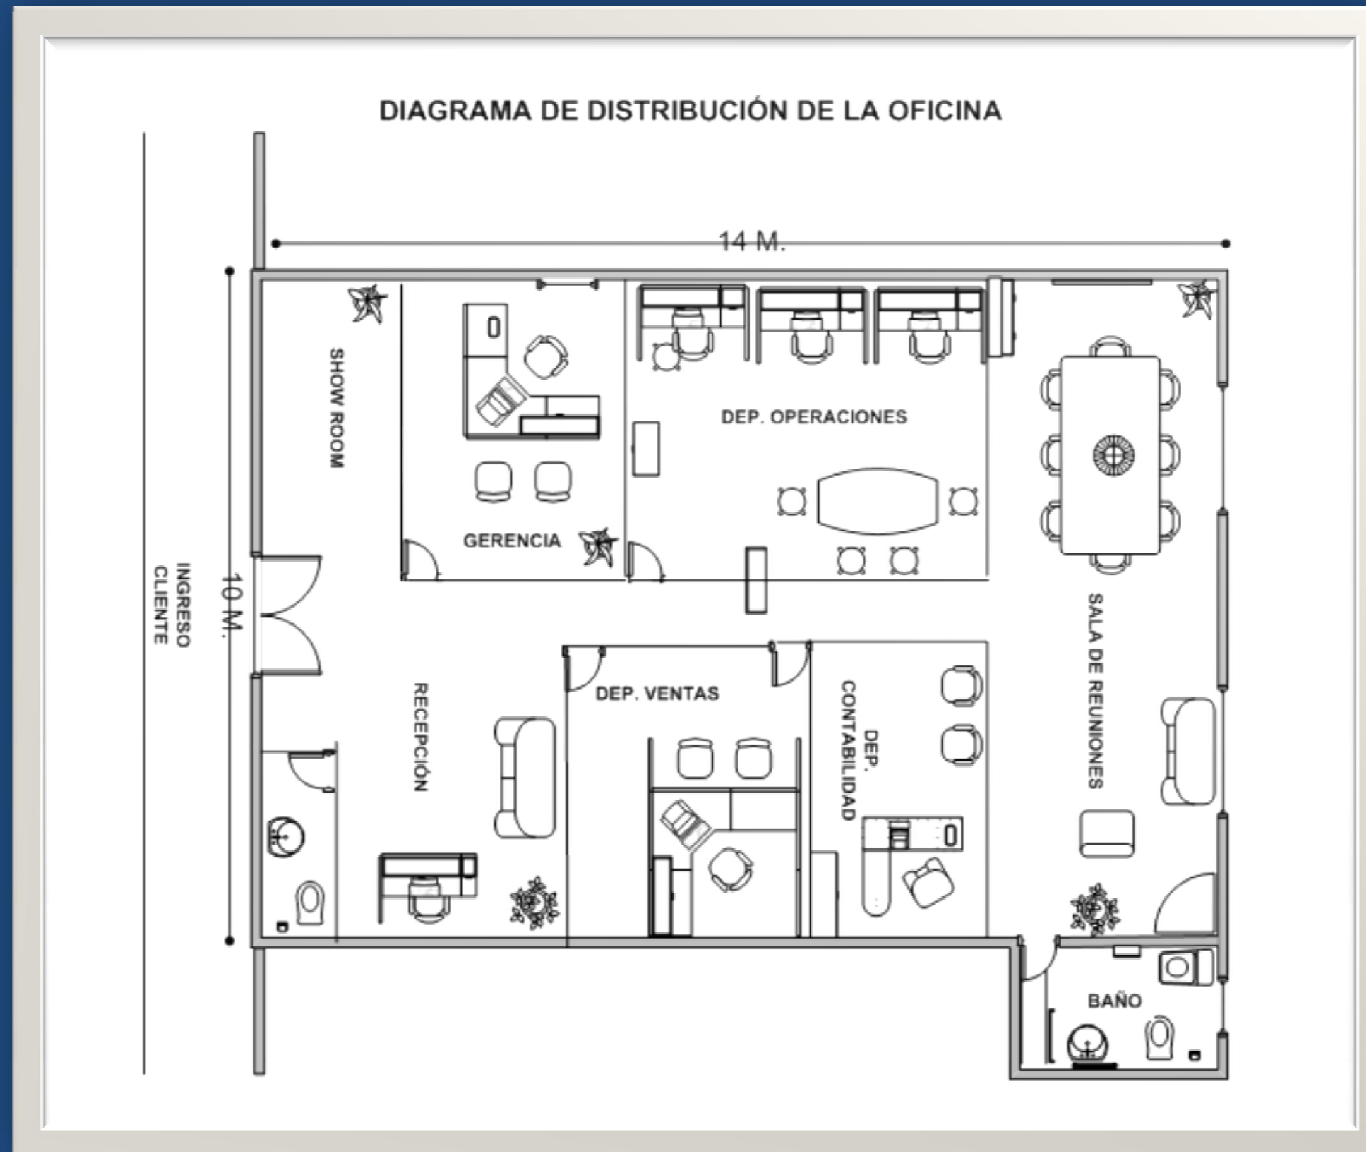 DIAGRAMA DE DISTRIBUCIÓN DE LA OFICINA
14 M.
SHOW ROOM
DEP. OPERACIONES
GERENCIA
INGRESO
CLIENTE
10 M.
SALA DE REUNIONES
RECEPCIÓN
DEP. VENTAS
DEP.
CONTABILIDAD
BAÑO